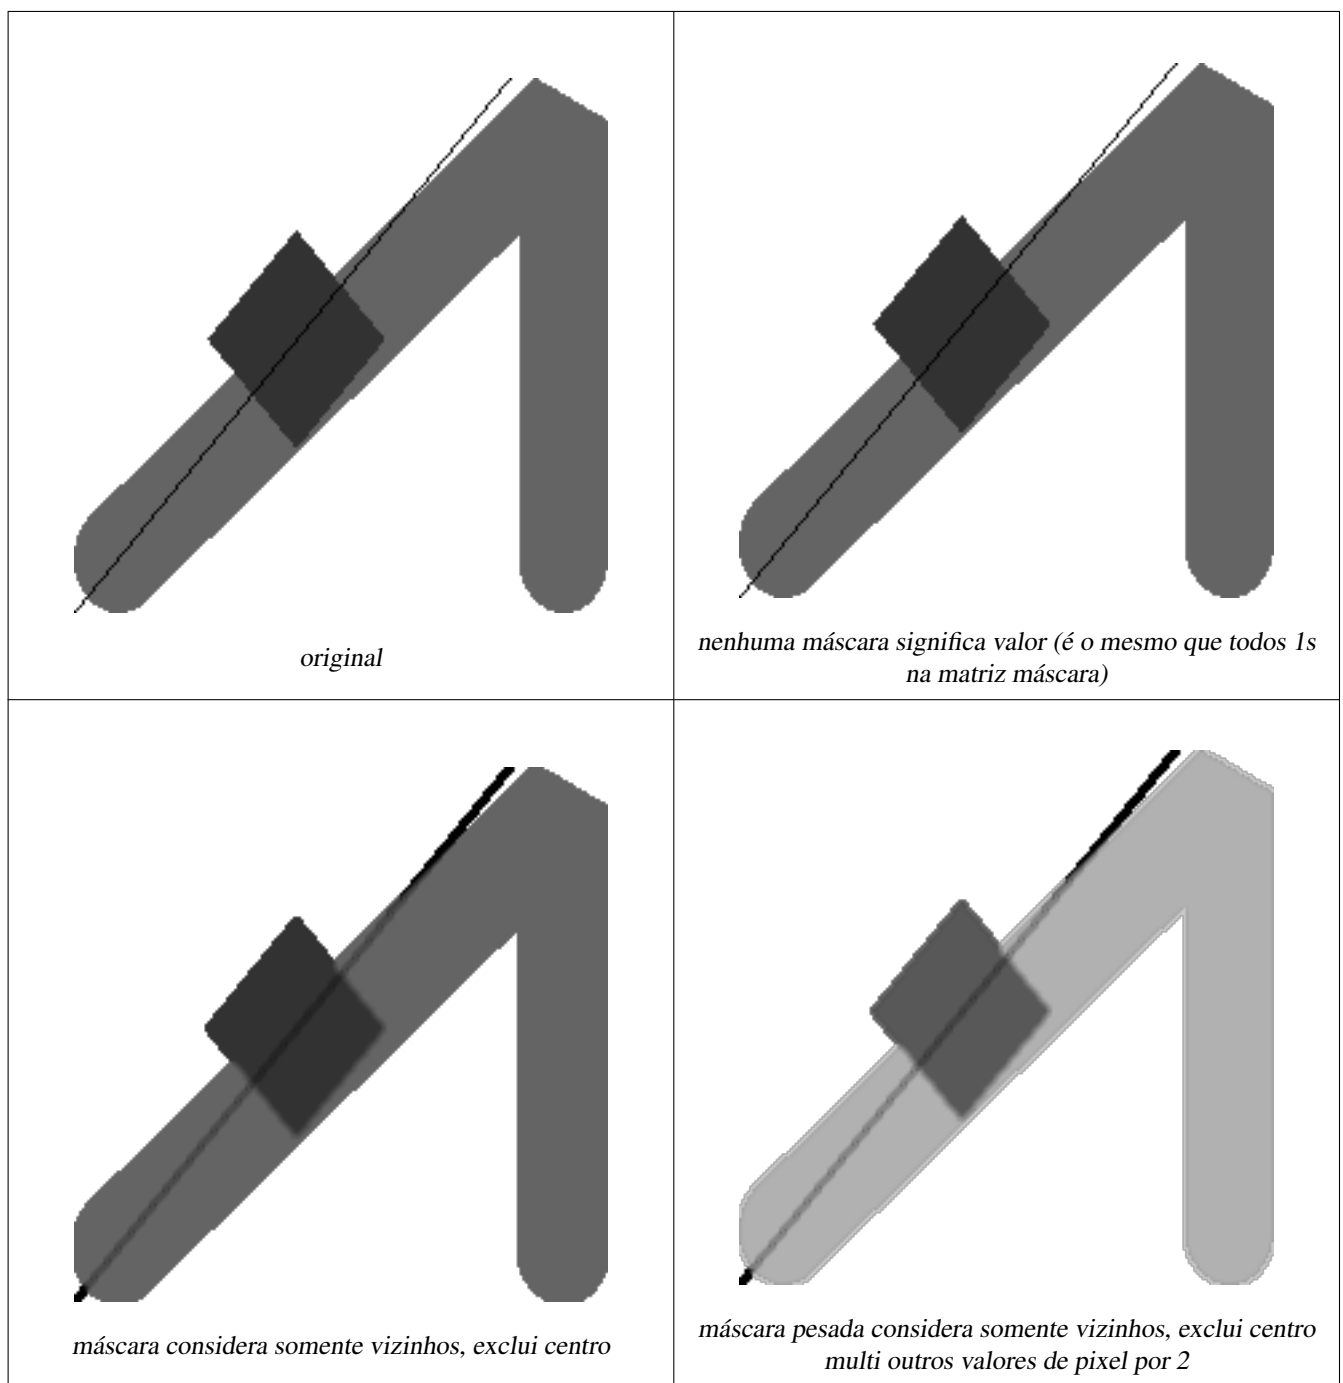 original
nenhuma máscara significa valor (é o mesmo que todos 1s
na matriz máscara)
máscara considera somente vizinhos, exclui centro
máscara pesada considera somente vizinhos, exclui centro
multi outros valores de pixel por 2